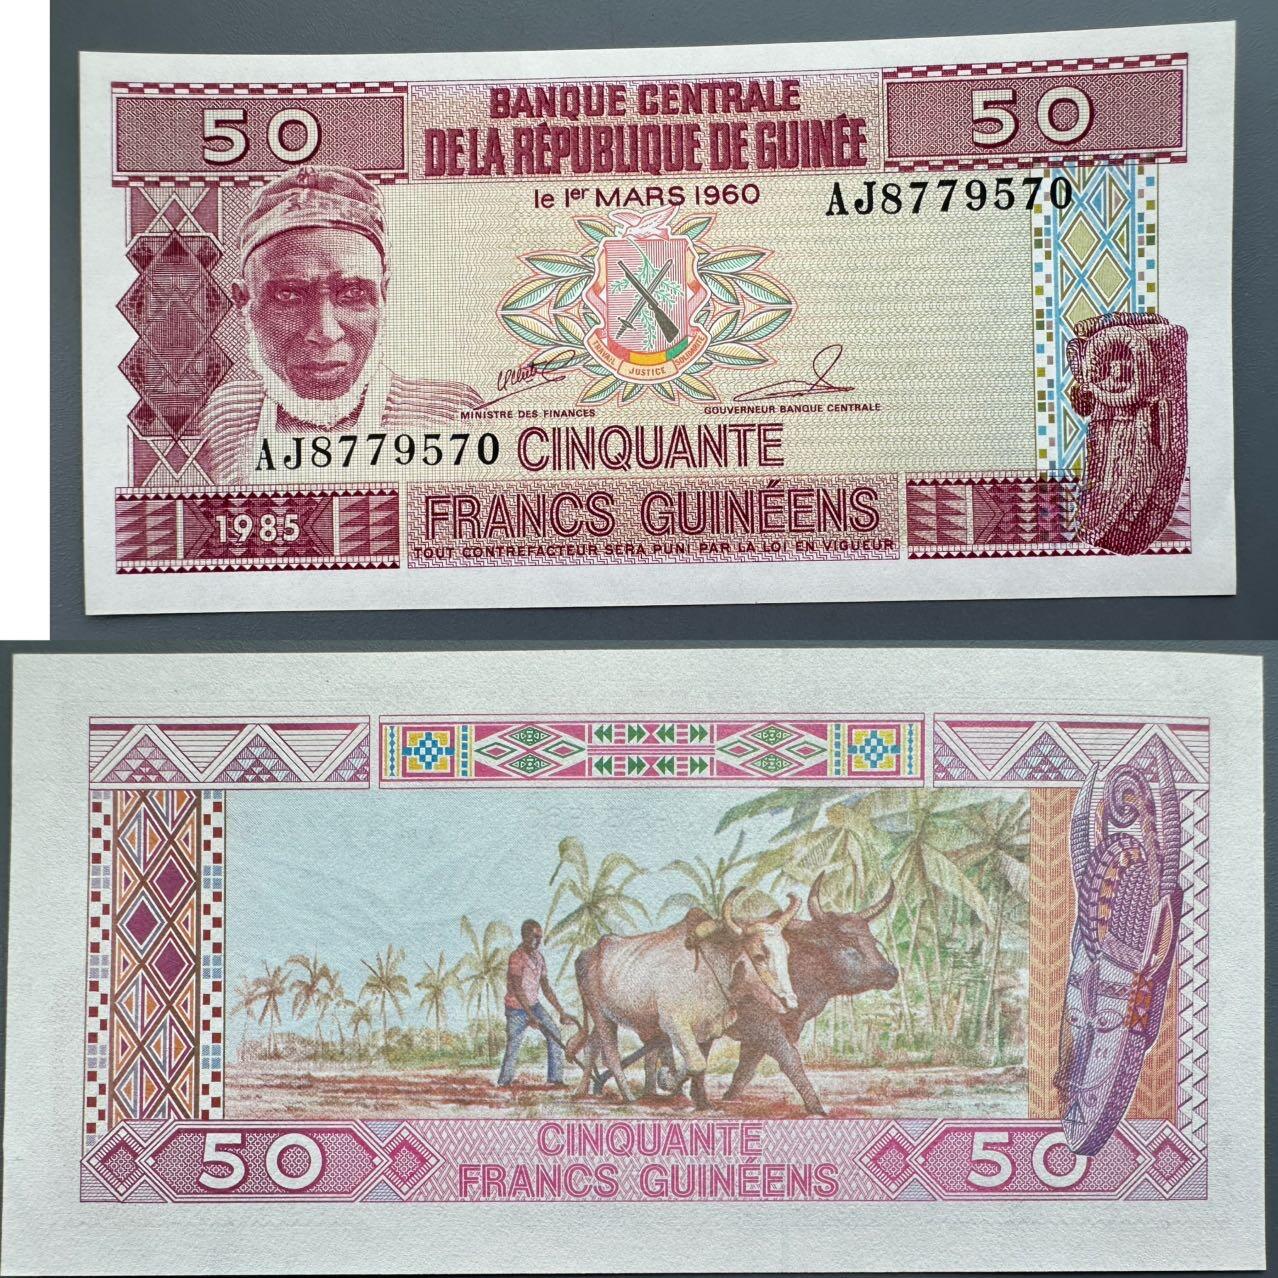 50
BANQUE CENTRALE
DE LA RÉPUBLIQUE DE GUINÉE
50
le 1er MARS 1960
AJ8779570
TRAVAIL JUSTICE SOLIDARITÉ
MINISTRE DES FINANCES
GOUVERNEUR BANQUE CENTRALE
AJ8779570
CINQUANTE
1985
FRANCS GUINÉENS
TOUT CONTREFACTEUR SERA PUNI PAR LA LOI EN VIGUEUR
50
CINQUANTE
FRANCS GUINÉENS
50